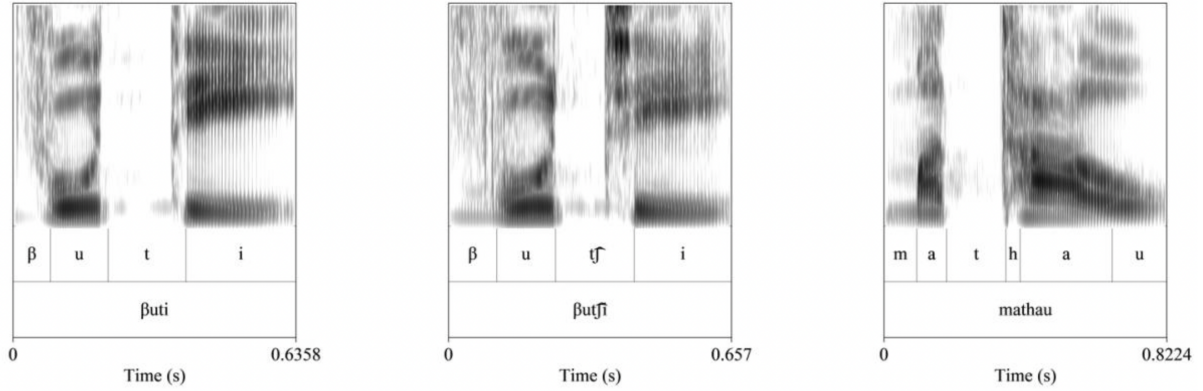 β u t i
βuti
0 0.6358
Time (s)
β u t͡ʃ i
βut͡ʃi
0 0.657
Time (s)
m a t h a u
mathau
0 0.8224
Time (s)